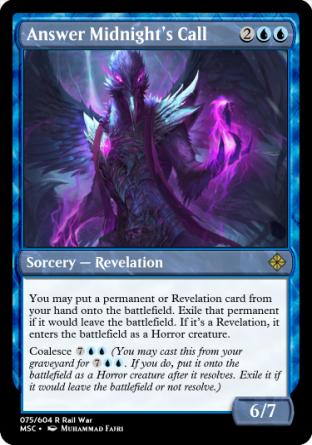 Answer Midnight's Call 2
Sorcery — Revelation
You may put a permanent or Revelation card from
your hand onto the battlefield. Exile that permanent
if it would leave the battlefield. If it's a Revelation, it
enters the battlefield as a Horror creature.
Coalesce 7 (You may cast this from your
graveyard for 7. If you do, put it onto the
battlefield as a Horror creature after it resolves. Exile it if
it would leave the battlefield or not resolve.)
6/7
075/604 R Rail War
MSC • Muhammad Fajri